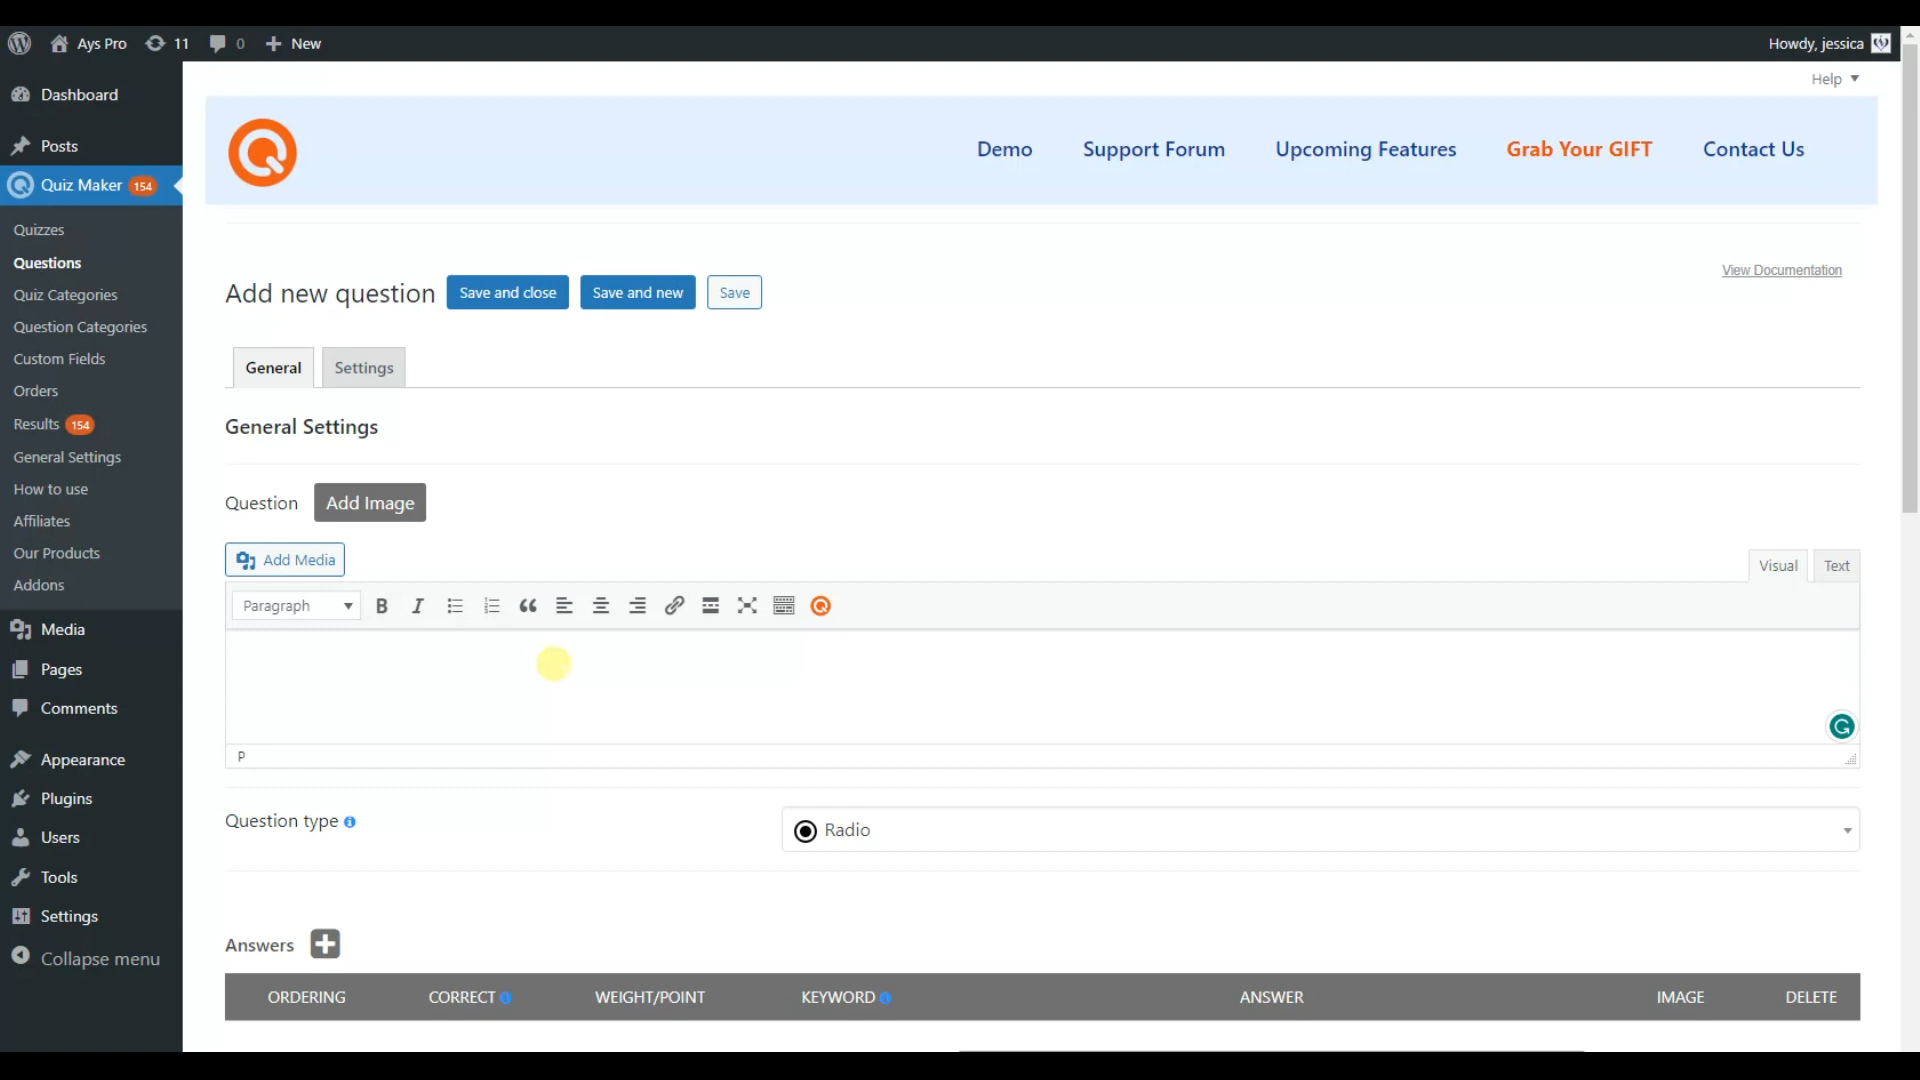 Ays Pro 11 0 New
Howdy, jessica
Help
Dashboard
Posts
Quiz Maker 154
Quizzes
Questions
Quiz Categories
Question Categories
Custom Fields
Orders
Results 154
General Settings
How to use
Affiliates
Our Products
Addons
Media
Pages
Comments
Appearance
Plugins
Users
Tools
Settings
Collapse menu
Demo Support Forum Upcoming Features Grab Your GIFT Contact Us
View Documentation
Add new question Save and close Save and new Save
General Settings
General Settings
Question Add Image
Add Media
Visual Text
Paragraph
P
Question type
Radio
Answers
ORDERING CORRECT WEIGHT/POINT KEYWORD ANSWER IMAGE DELETE